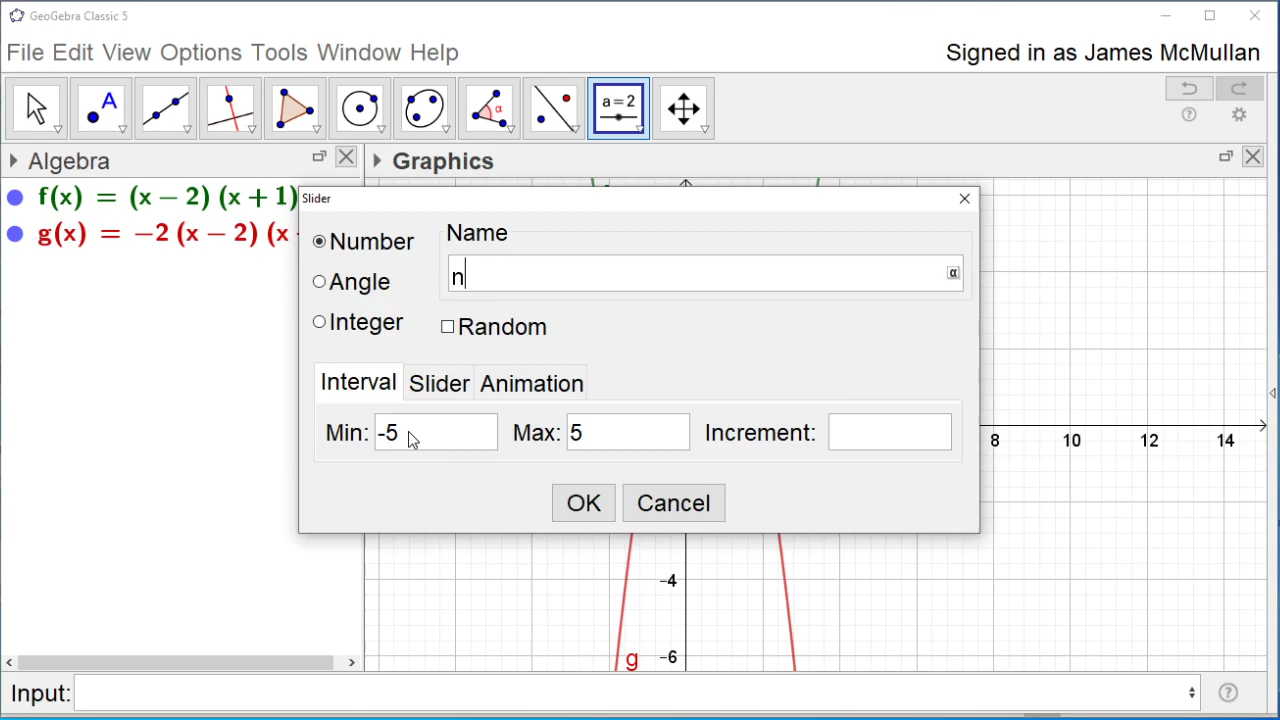 GeoGebra Classic 5
File Edit View Options Tools Window Help
Signed in as James McMullan
A
α
a=2
Algebra
Graphics
f(x) = (x − 2) (x + 1)
g(x) = −2 (x − 2) (x
Slider
Number
Angle
Integer
Name
n
α
Random
Interval Slider Animation
Min: -5 Max: 5 Increment:
OK Cancel
8 10 12 14
-4
g
-6
Input: